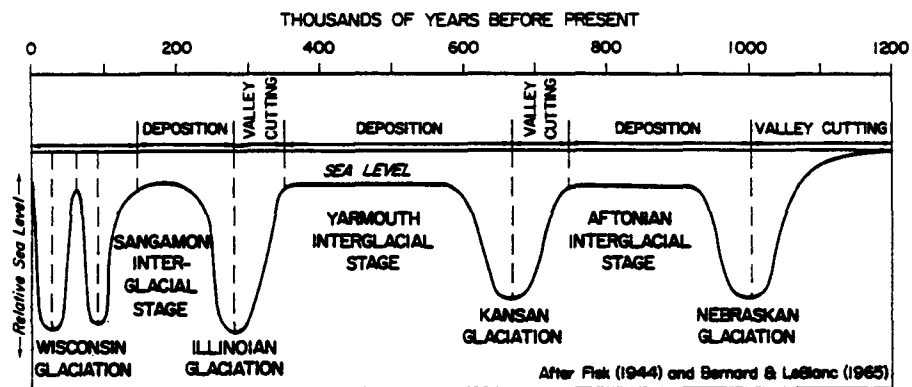 THOUSANDS OF YEARS BEFORE PRESENT
0 200 400 600 800 1000 1200
DEPOSITION
VALLEY
CUTTING
DEPOSITION
VALLEY
CUTTING
DEPOSITION
VALLEY CUTTING
SEA LEVEL
Relative Sea Level
SANGAMON
INTER-
GLACIAL
STAGE
YARMOUTH
INTERGLACIAL
STAGE
AFTONIAN
INTERGLACIAL
STAGE
WISCONSIN
GLACIATION
ILLINOIAN
GLACIATION
KANSAN
GLACIATION
NEBRASKAN
GLACIATION
After Fisk (1944) and Bernard & LeBlanc (1965)